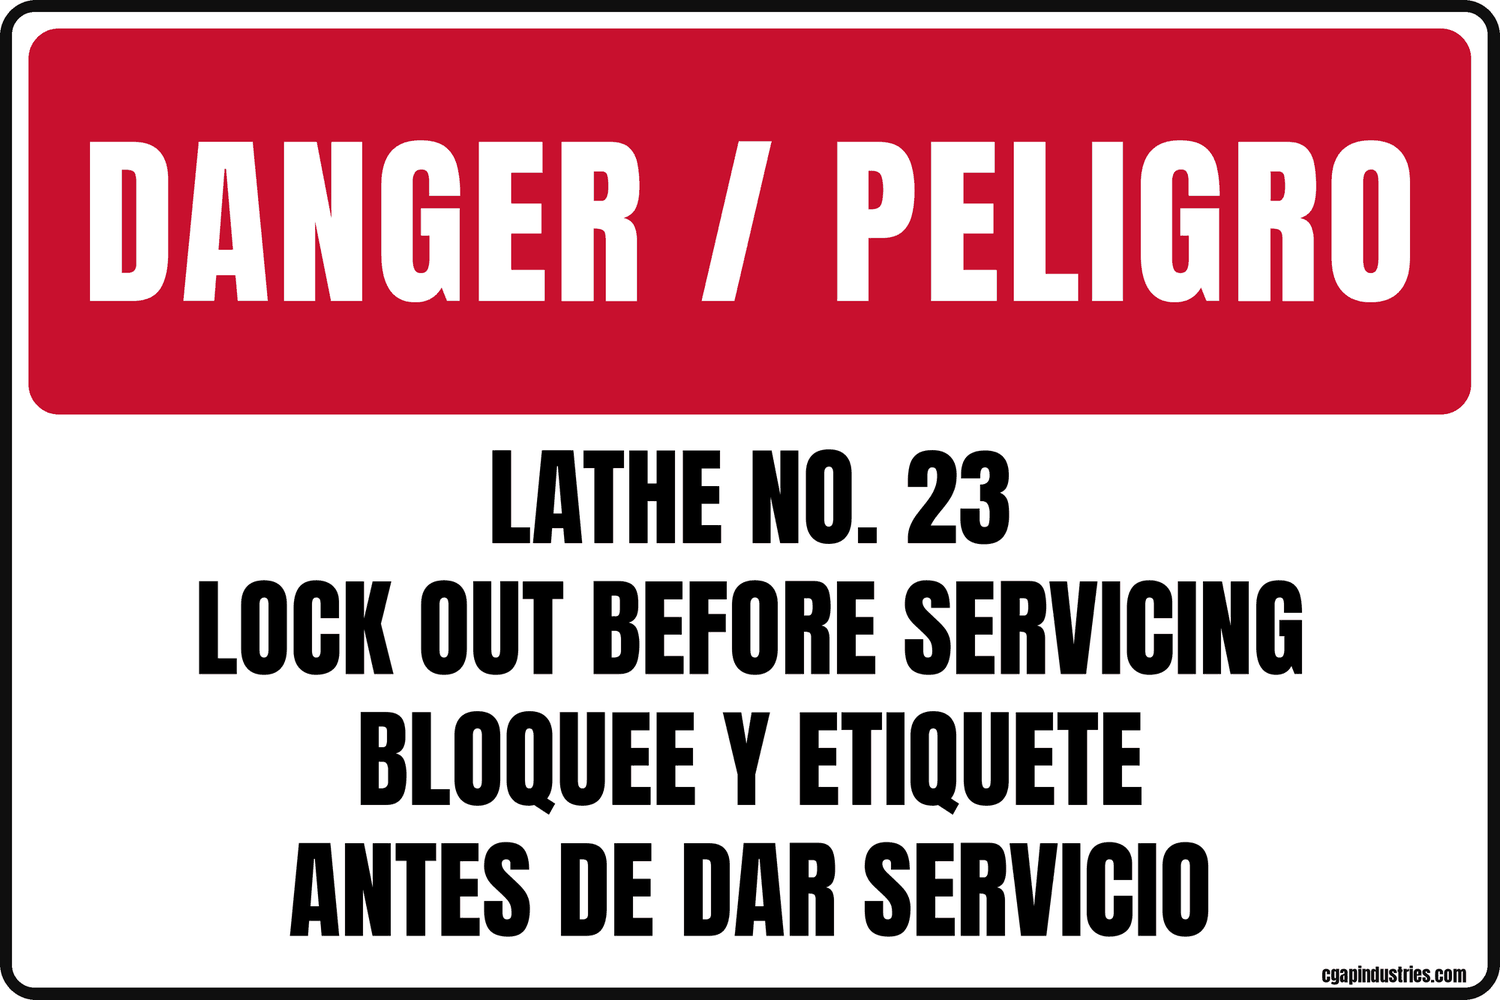 DANGER / PELIGRO
LATHE NO. 23
LOCK OUT BEFORE SERVICING
BLOQUEE Y ETIQUETE
ANTES DE DAR SERVICIO
cgapindustries.com